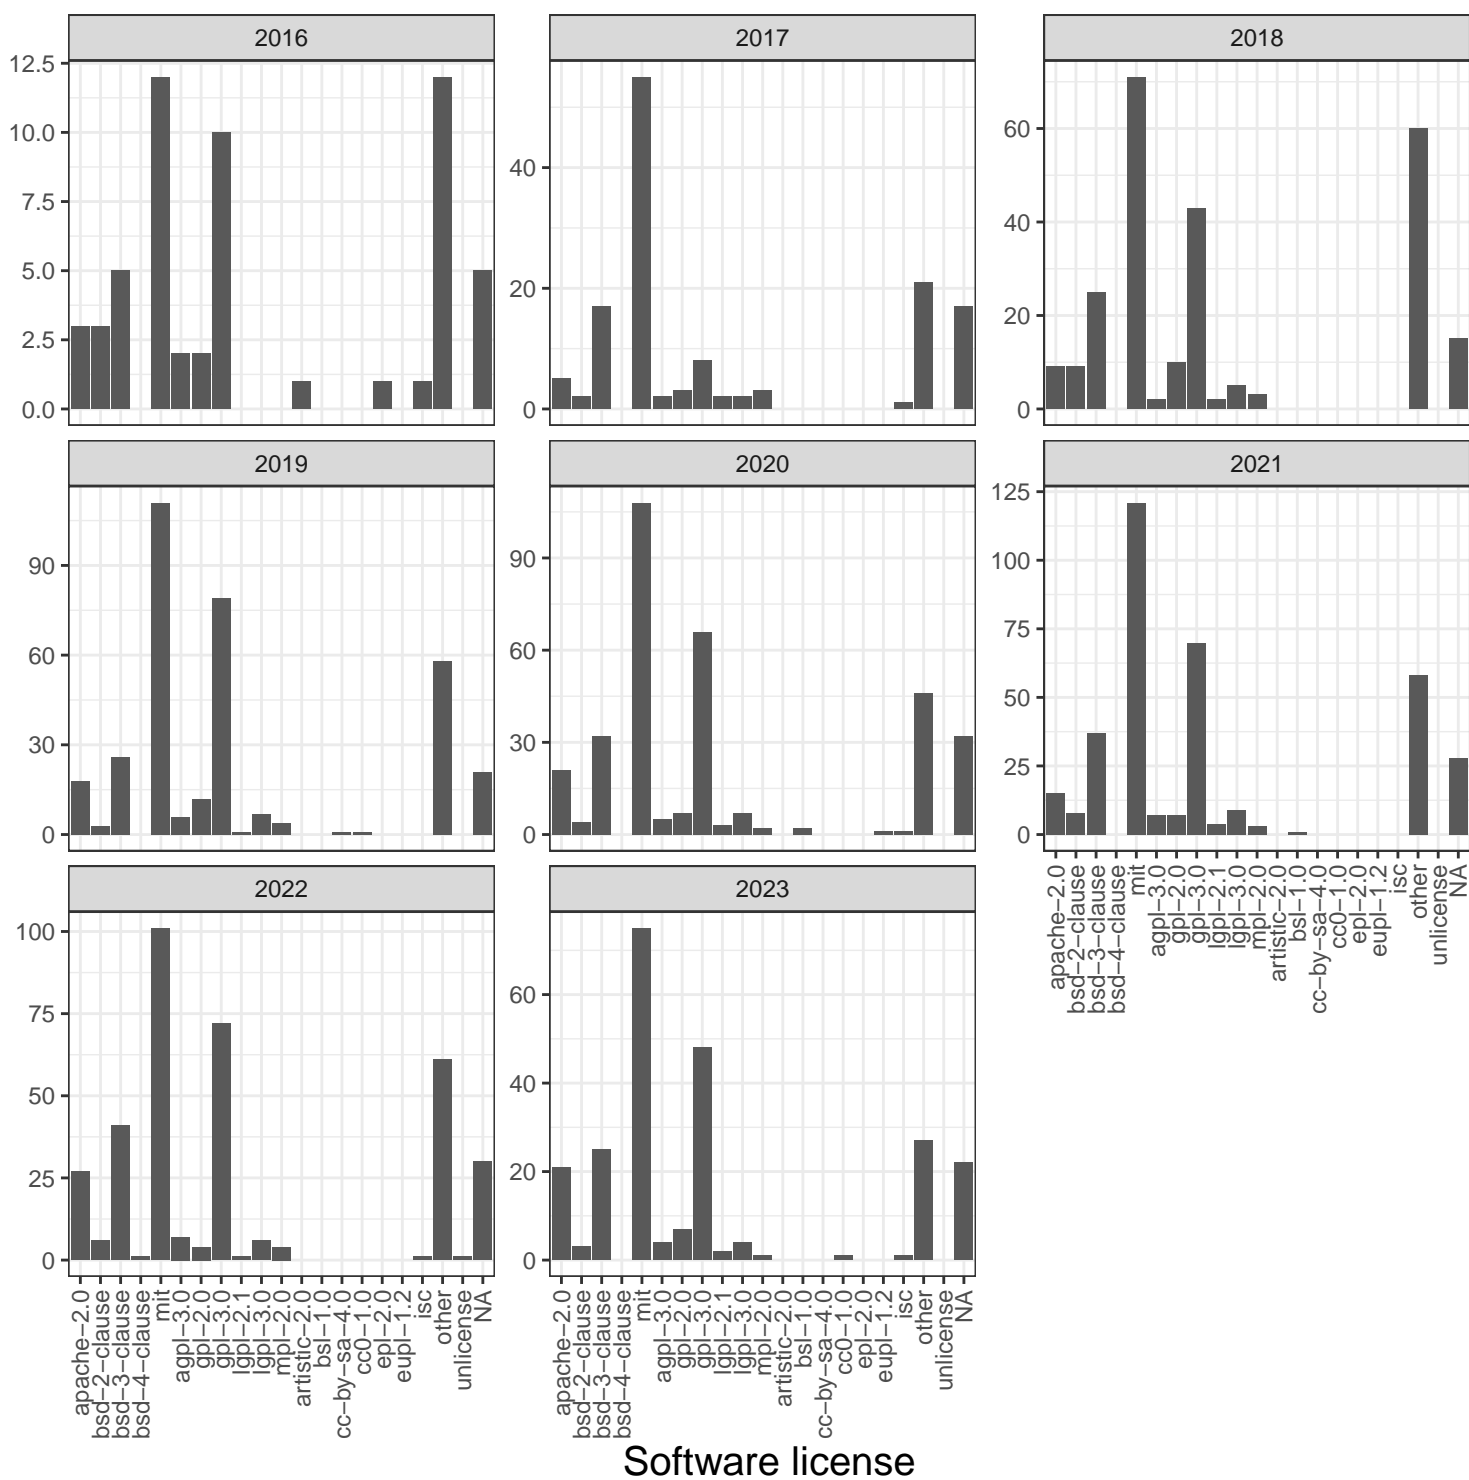 2016
2017
2018
12.5
10.0
7.5
5.0
2.5
0.0
40
20
0
60
40
20
0
2019
2020
2021
90
60
30
0
90
60
30
0
125
100
75
50
25
0
apache−2.0
bsd−2−clause
bsd−3−clause
bsd−4−clause
mit
agpl−3.0
gpl−2.0
gpl−3.0
lgpl−2.1
lgpl−3.0
mpl−2.0
artistic−2.0
bsl−1.0
cc−by−sa−4.0
cc0−1.0
epl−2.0
eupl−1.2
isc
other
unlicense
NA
2022
2023
100
75
50
25
0
60
40
20
0
apache−2.0
bsd−2−clause
bsd−3−clause
bsd−4−clause
mit
agpl−3.0
gpl−2.0
gpl−3.0
lgpl−2.1
lgpl−3.0
mpl−2.0
artistic−2.0
bsl−1.0
cc−by−sa−4.0
cc0−1.0
epl−2.0
eupl−1.2
isc
other
unlicense
NA
apache−2.0
bsd−2−clause
bsd−3−clause
bsd−4−clause
mit
agpl−3.0
gpl−2.0
gpl−3.0
lgpl−2.1
lgpl−3.0
mpl−2.0
artistic−2.0
bsl−1.0
cc−by−sa−4.0
cc0−1.0
epl−2.0
eupl−1.2
isc
other
unlicense
NA
Software license